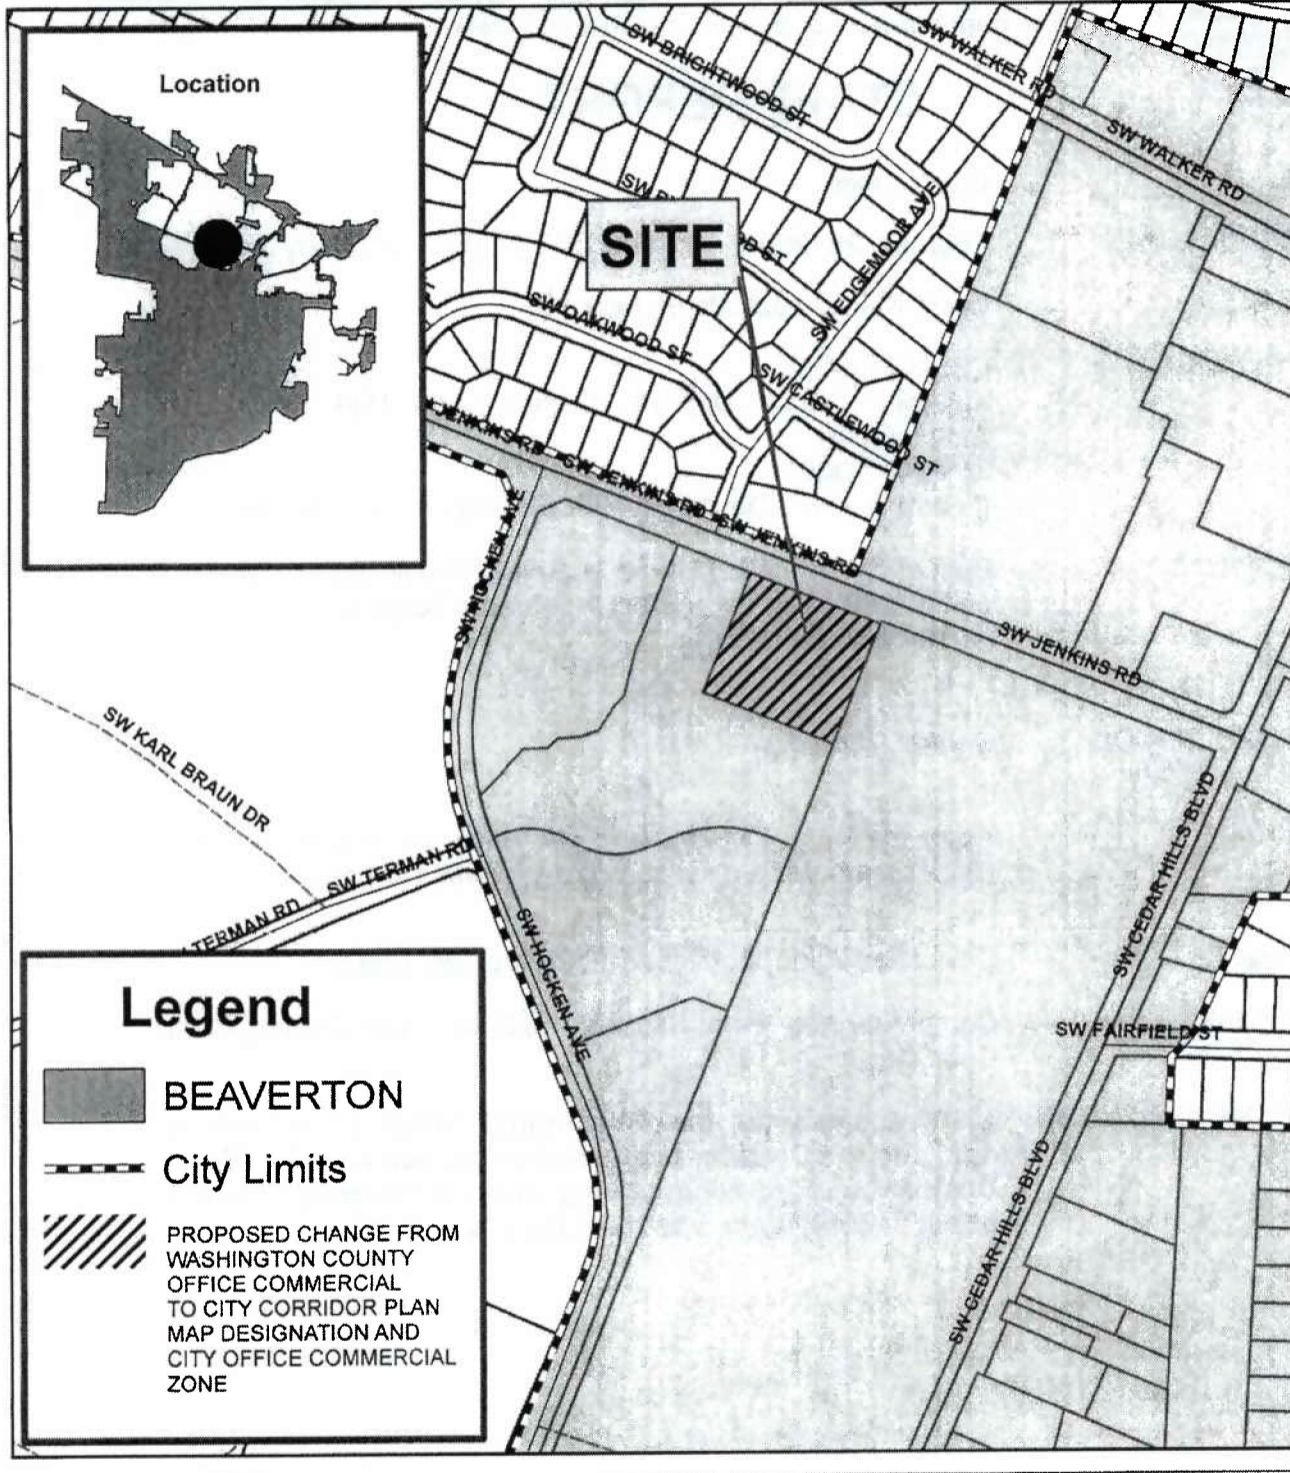 Location
SW BRIGHTWOOD ST
SW WALKER RD
SW WALKER RD
SITE
SW EDGEMOOR AVE
SW OAKWOOD ST
SW CASTLEWOOD ST
JENKINS RD
SW JENKINS RD
SW JENKINS RD
SW JENKINS RD
SW HOCKEN AVE
SW KARL BRAUN DR
SW TERMAN RD
TERMAN RD
SW HOCKEN AVE
SW CEDAR HILLS BLVD
SW FAIRFIELD ST
SW CEDAR HILLS BLVD
Legend
BEAVERTON
City Limits
PROPOSED CHANGE FROM
WASHINGTON COUNTY
OFFICE COMMERCIAL
TO CITY CORRIDOR PLAN
MAP DESIGNATION AND
CITY OFFICE COMMERCIAL
ZONE